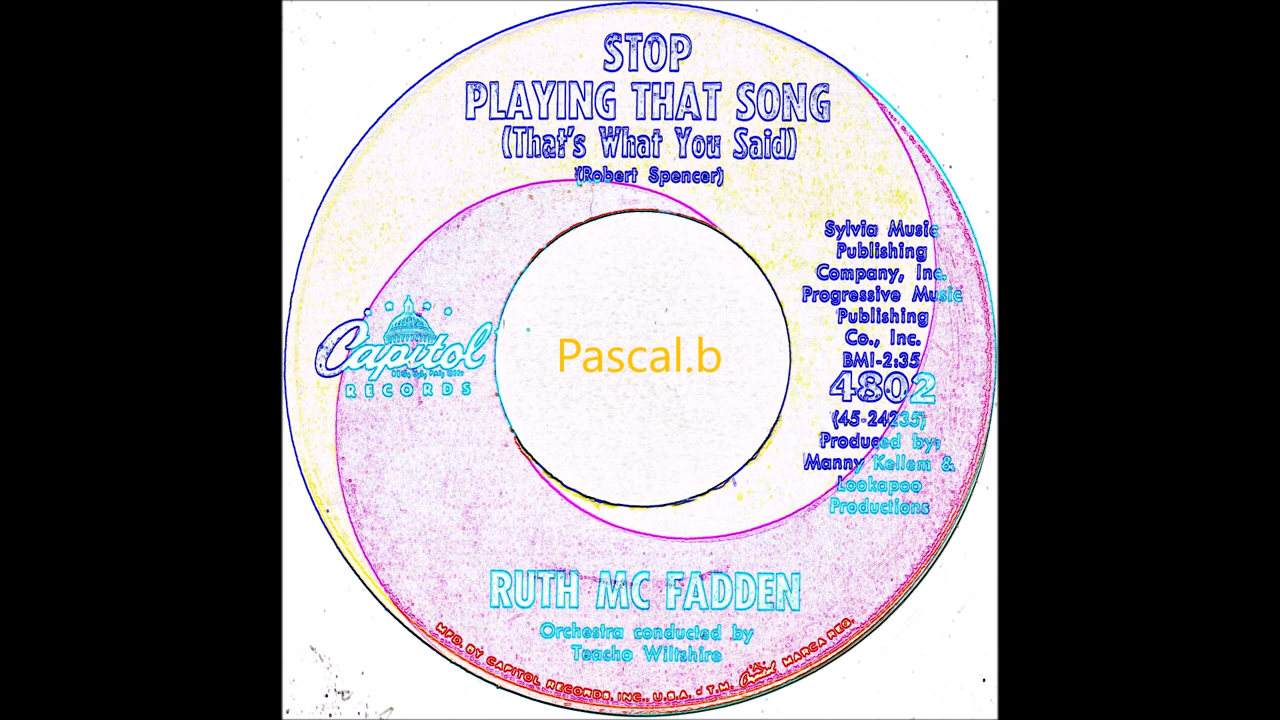 STOP
PLAYING THAT SONG
(That's What You Said)
(Robert Spencer)
Sylvia Music
Publishing
Company, Inc.
Progressive Music
Publishing
Co., Inc.
BMI-2:35
4802
(45-24235)
Produced by:
Manny Kellem &
Lookapoo
Productions
Capitol
RECORDS
Pascal.b
RUTH MC FADDEN
Orchestra conducted by
Teacho Wiltshire
MFD. BY CAPITOL RECORDS, INC., U.S.A. • T.M. Capitol MARCA REG.